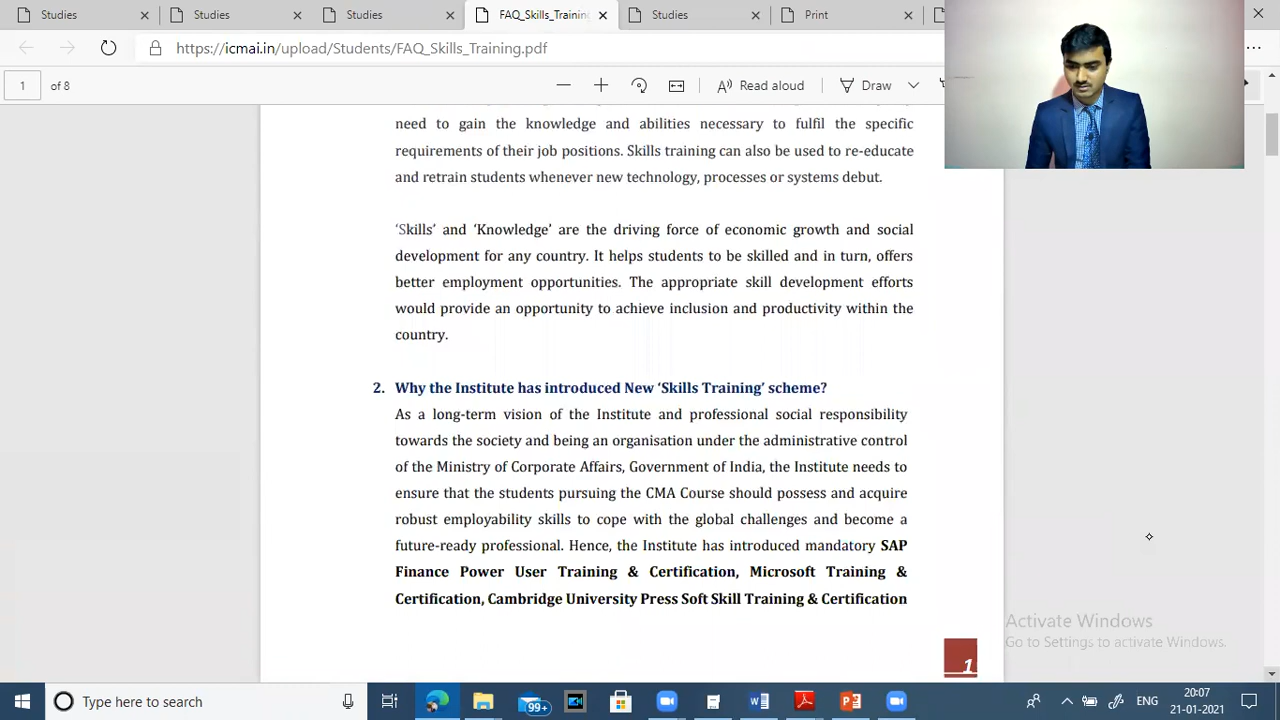 Studies
Studies
Studies
FAQ_Skills_Training
Studies
Print
https://icmai.in/upload/Students/FAQ_Skills_Training.pdf
1 of 8
Read aloud
Draw
need to gain the knowledge and abilities necessary to fulfil the specific
requirements of their job positions. Skills training can also be used to re-educate
and retrain students whenever new technology, processes or systems debut.
‘Skills’ and ‘Knowledge’ are the driving force of economic growth and social
development for any country. It helps students to be skilled and in turn, offers
better employment opportunities. The appropriate skill development efforts
would provide an opportunity to achieve inclusion and productivity within the
country.
2. Why the Institute has introduced New ‘Skills Training’ scheme?
As a long-term vision of the Institute and professional social responsibility
towards the society and being an organisation under the administrative control
of the Ministry of Corporate Affairs, Government of India, the Institute needs to
ensure that the students pursuing the CMA Course should possess and acquire
robust employability skills to cope with the global challenges and become a
future-ready professional. Hence, the Institute has introduced mandatory SAP
Finance Power User Training & Certification, Microsoft Training &
Certification, Cambridge University Press Soft Skill Training & Certification
1
Activate Windows
Go to Settings to activate Windows.
Type here to search
99+
ENG
20:07
21-01-2021